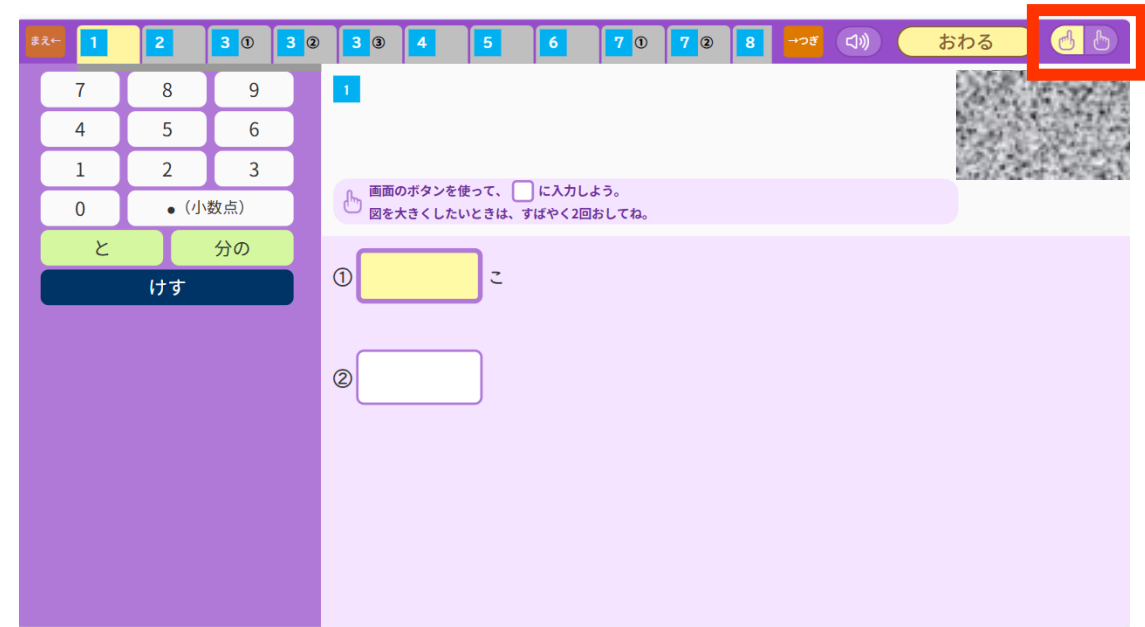 まえ← 1 2 3 ① 3 ② 3 ③ 4 5 6 7 ① 7 ② 8 →つぎ おわる
7 8 9
4 5 6
1 2 3
0 ●（小数点）
と 分の
けす
1
画面のボタンを使って、 に入力しよう。
図を大きくしたいときは、すばやく2回おしてね。
① こ
②